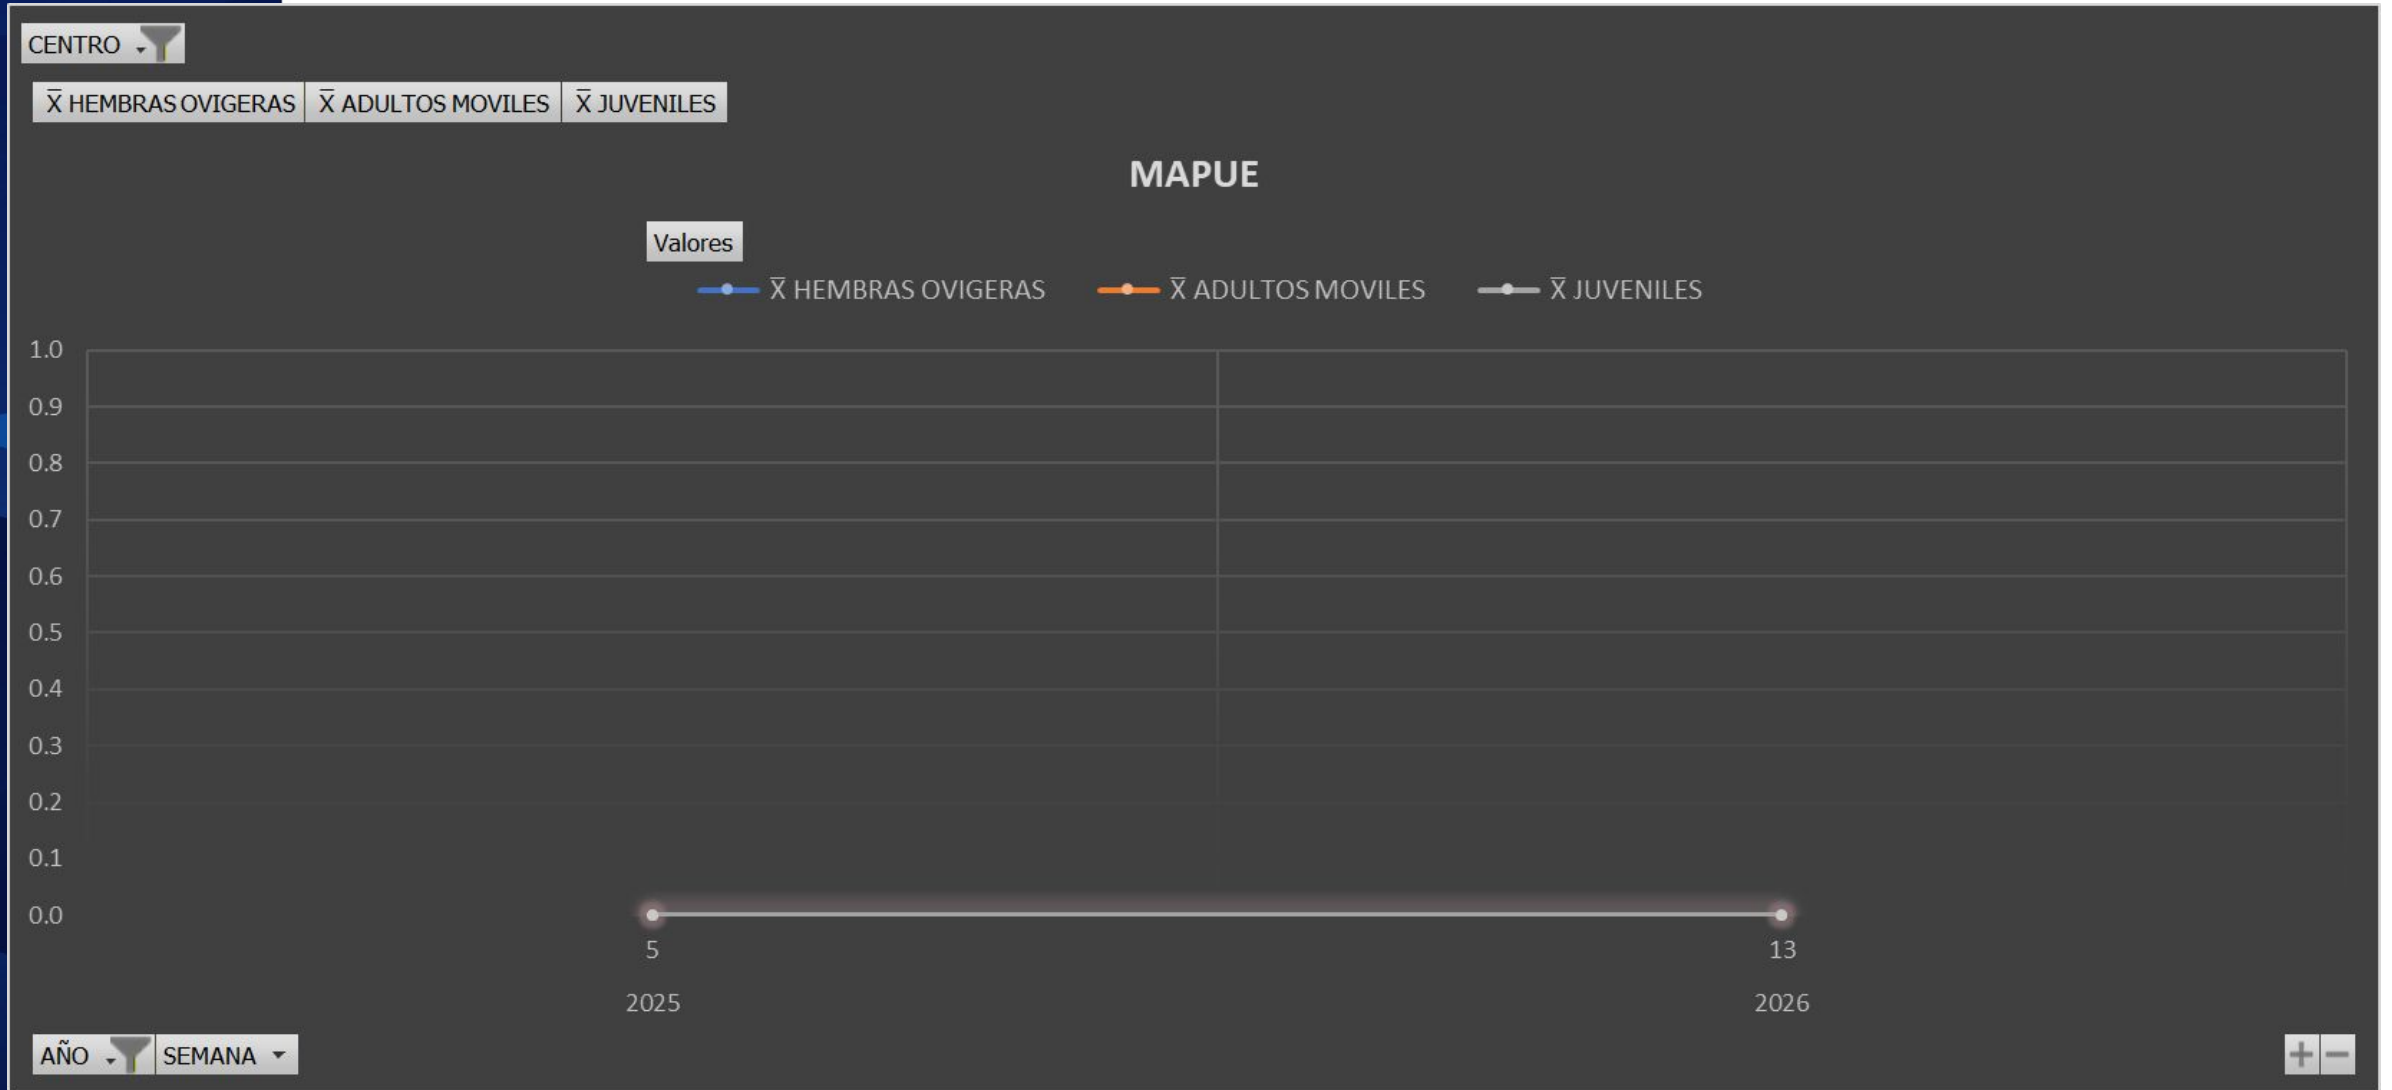 CENTRO
X̅ HEMBRAS OVIGERAS X̅ ADULTOS MOVILES X̅ JUVENILES
MAPUE
Valores
X̅ HEMBRAS OVIGERAS X̅ ADULTOS MOVILES X̅ JUVENILES
1.0
0.9
0.8
0.7
0.6
0.5
0.4
0.3
0.2
0.1
0.0
5 13
2025 2026
AÑO SEMANA